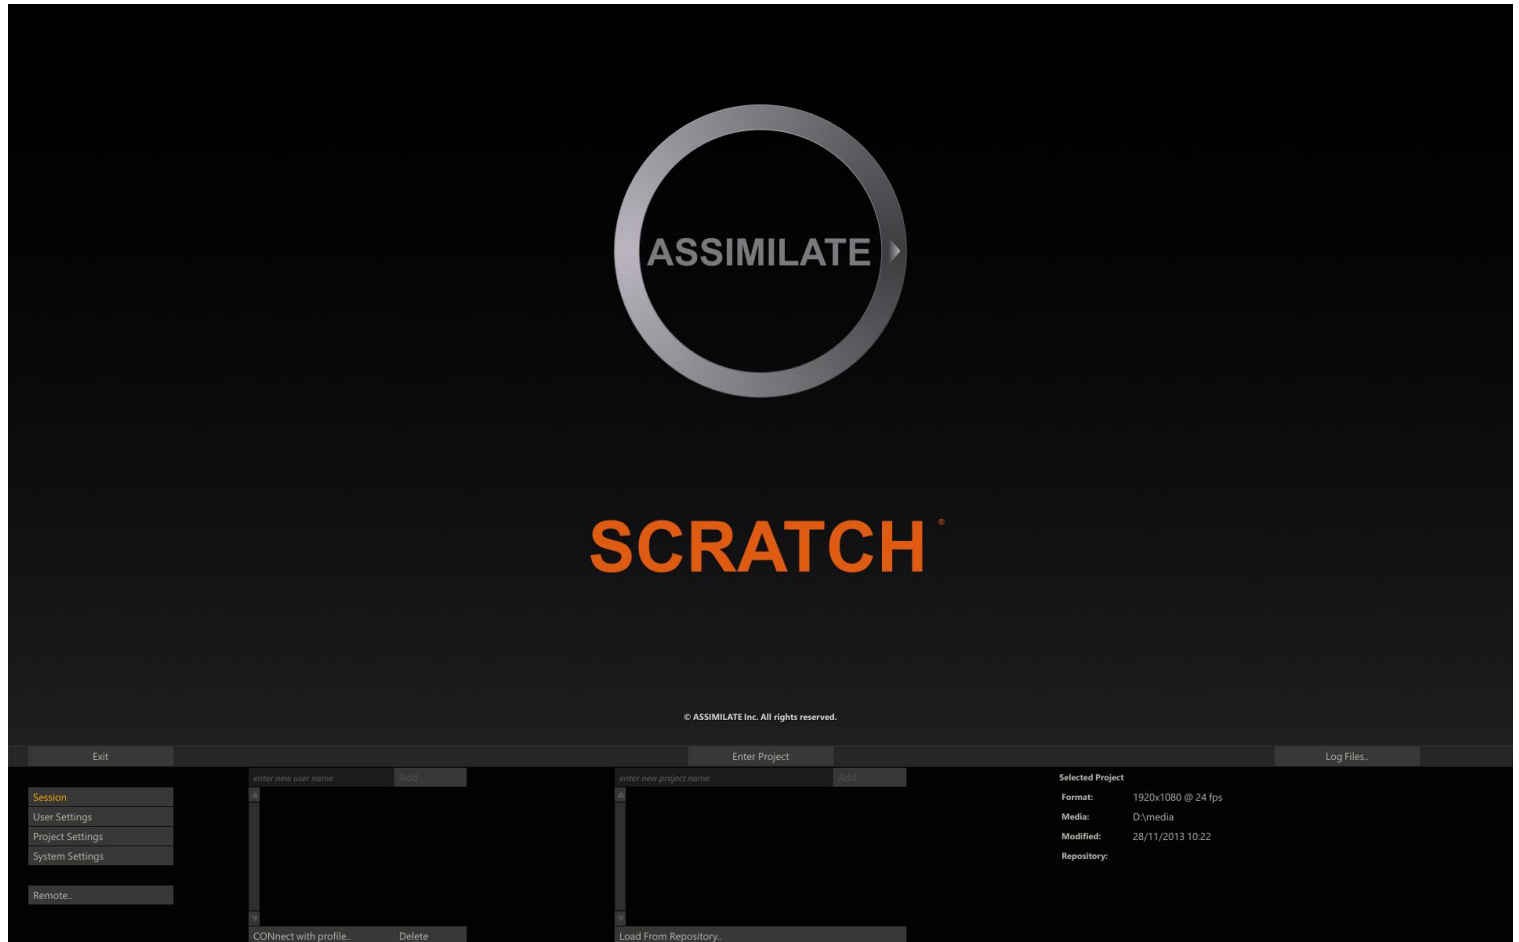 ASSIMILATE
SCRATCH ®
© ASSIMILATE Inc. All rights reserved.
Exit
Enter Project
Log Files..
enter new user name
Add
enter new project name
Add
Selected Project
Session
User Settings
Project Settings
System Settings
Remote..
Format: 1920x1080 @ 24 fps
Media: D:\media
Modified: 28/11/2013 10:22
Repository:
CONnect with profile..
Delete
Load From Repository..